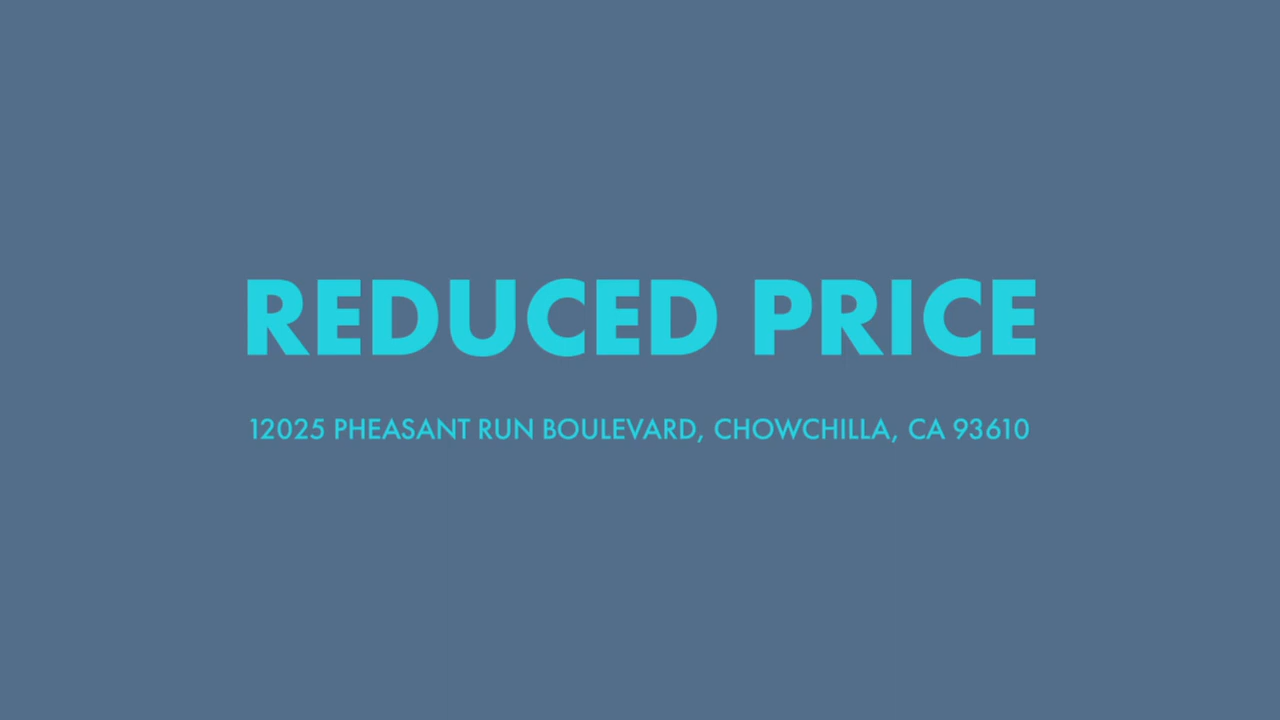 REDUCED PRICE
12025 PHEASANT RUN BOULEVARD, CHOWCHILLA, CA 93610